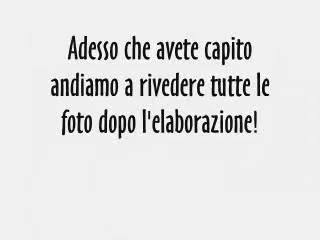 Adesso che avete capito
andiamo a rivedere tutte le
foto dopo l'elaborazione!